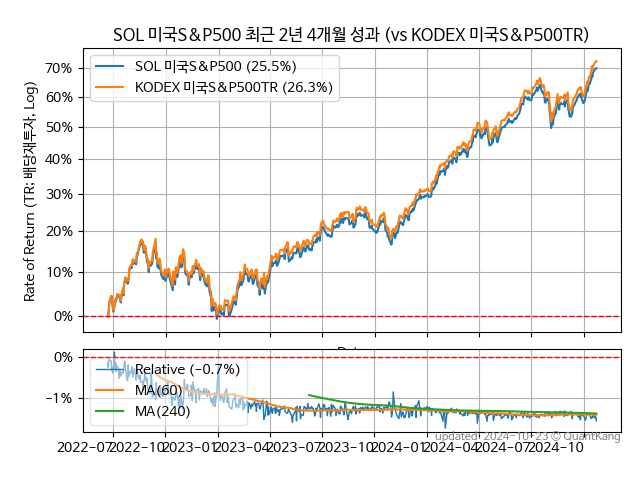 SOL 미국S&P500 최근 2년 4개월 성과 (vs KODEX 미국S&P500TR)
Rate of Return (TR: 배당재투자, Log)
70%
60%
50%
40%
30%
20%
10%
0%
SOL 미국S&P500 (25.5%)
KODEX 미국S&P500TR (26.3%)
0%
−1%
Relative (−0.7%)
MA(60)
MA(240)
2022-07
2022-10
2023-01
2023-04
2023-07
2023-10
2024-01
2024-04
2024-07
2024-10
updated: 2024-10-23 © QuantKang